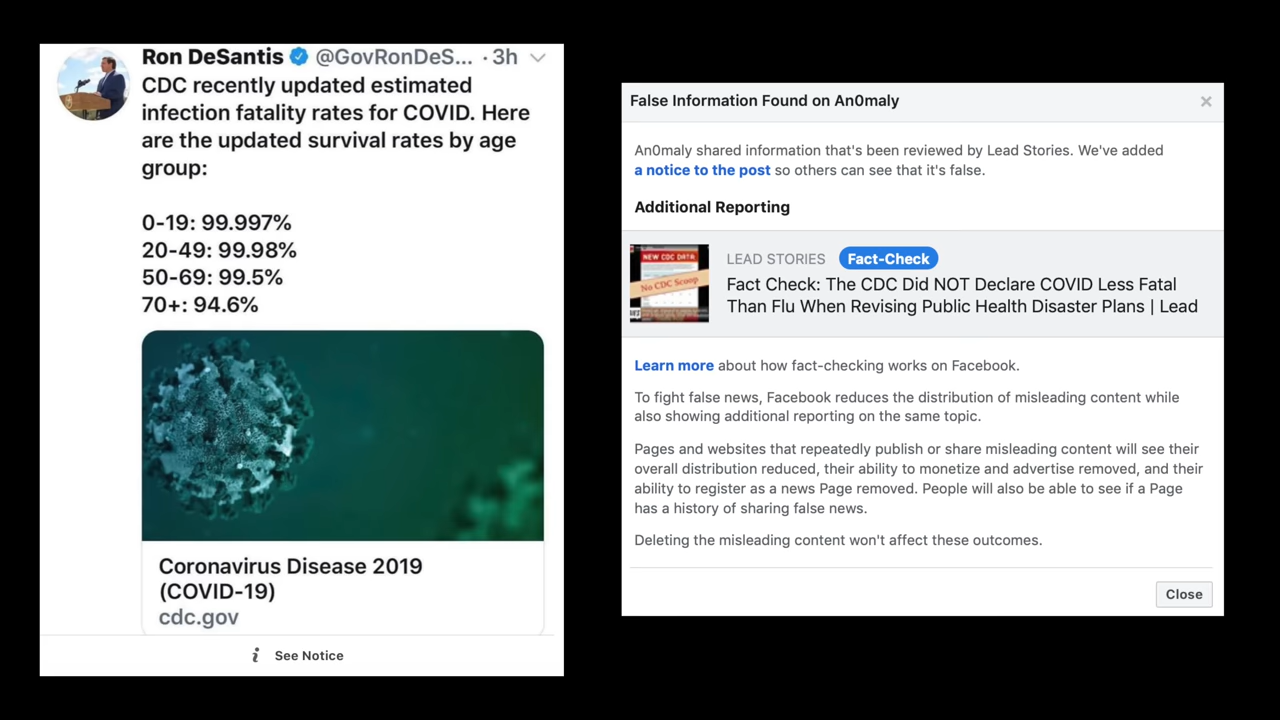 Ron DeSantis @GovRonDeS... · 3h
CDC recently updated estimated
infection fatality rates for COVID. Here
are the updated survival rates by age
group:
0-19: 99.997%
20-49: 99.98%
50-69: 99.5%
70+: 94.6%
Coronavirus Disease 2019
(COVID-19)
cdc.gov
i See Notice
False Information Found on An0maly
An0maly shared information that's been reviewed by Lead Stories. We've added
a notice to the post so others can see that it's false.
Additional Reporting
NEW CDC DATA
No CDC Scoop
LEAD STORIES Fact-Check
Fact Check: The CDC Did NOT Declare COVID Less Fatal
Than Flu When Revising Public Health Disaster Plans | Lead
Learn more about how fact-checking works on Facebook.
To fight false news, Facebook reduces the distribution of misleading content while
also showing additional reporting on the same topic.
Pages and websites that repeatedly publish or share misleading content will see their
overall distribution reduced, their ability to monetize and advertise removed, and their
ability to register as a news Page removed. People will also be able to see if a Page
has a history of sharing false news.
Deleting the misleading content won't affect these outcomes.
Close